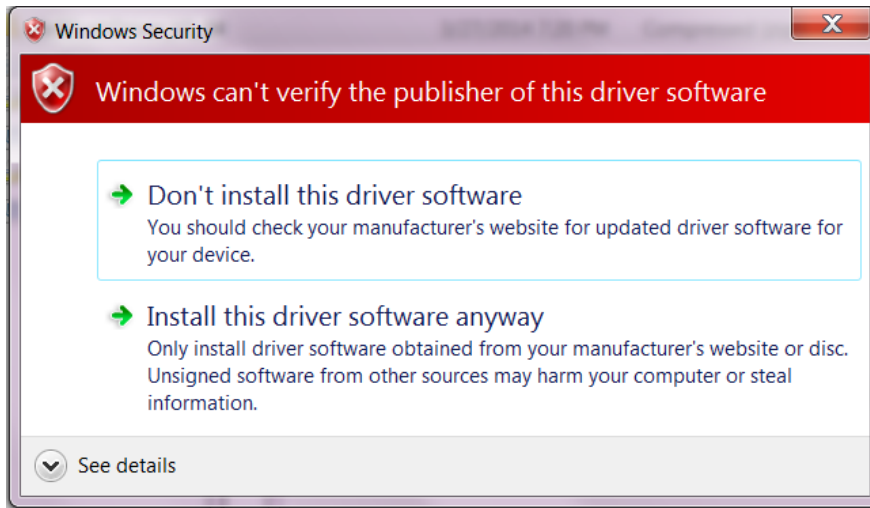 Windows Security
Windows can't verify the publisher of this driver software
Don't install this driver software
You should check your manufacturer's website for updated driver software for
your device.
Install this driver software anyway
Only install driver software obtained from your manufacturer's website or disc.
Unsigned software from other sources may harm your computer or steal
information.
See details